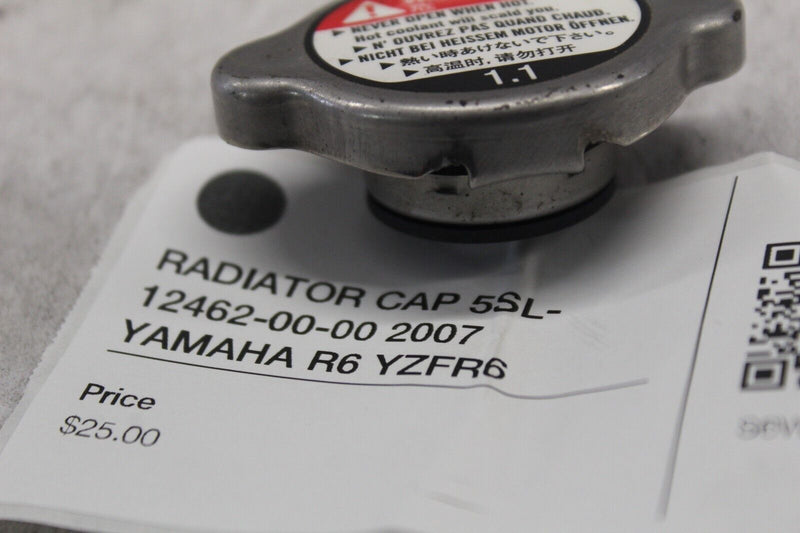 NEVER OPEN WHEN HOT.
Hot coolant will scald you.
N' OUVREZ PAS QUAND CHAUD.
NICHT BEI HEISSEM MOTOR ÖFFNEN.
熱い時あけないで下さい。
高温时,请勿打开
1.1
RADIATOR CAP 5SL-
12462-00-00 2007
YAMAHA R6 YZFR6
Price
$25.00